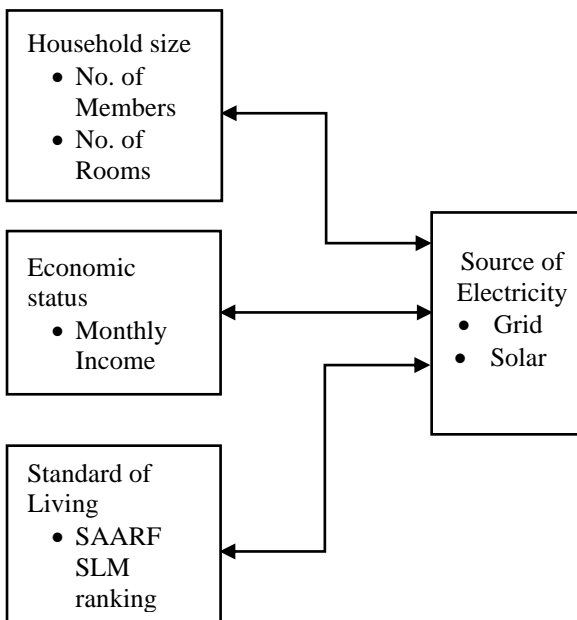 Household size
• No. of
Members
• No. of
Rooms
Economic
status
• Monthly
Income
Standard of
Living
• SAARF
SLM
ranking
Source of
Electricity
• Grid
• Solar